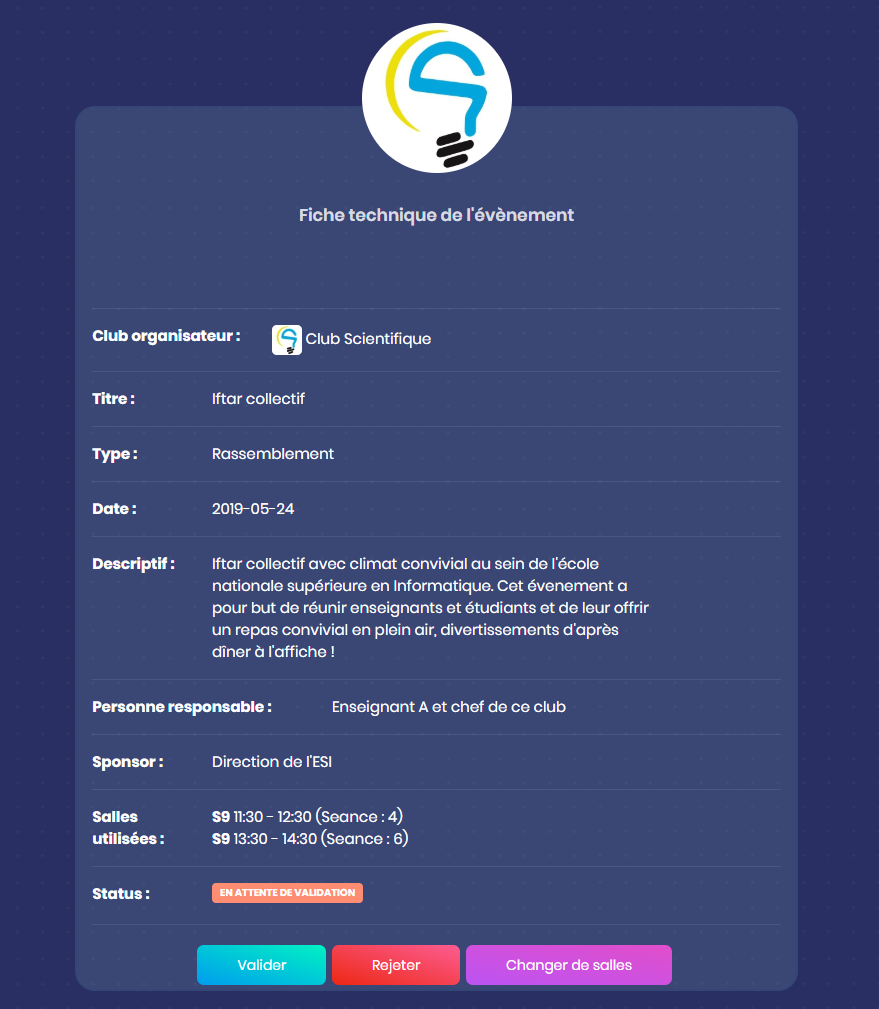 Fiche technique de l'évènement
Club organisateur : Club Scientifique
Titre : Iftar collectif
Type : Rassemblement
Date : 2019-05-24
Descriptif : Iftar collectif avec climat convivial au sein de l'école
nationale supérieure en Informatique. Cet évenement a
pour but de réunir enseignants et étudiants et de leur offrir
un repas convivial en plein air, divertissements d'après
dîner à l'affiche !
Personne responsable : Enseignant A et chef de ce club
Sponsor : Direction de l'ESI
Salles S9 11:30 - 12:30 (Seance : 4)
utilisées : S9 13:30 - 14:30 (Seance : 6)
Status : EN ATTENTE DE VALIDATION
Valider Rejeter Changer de salles